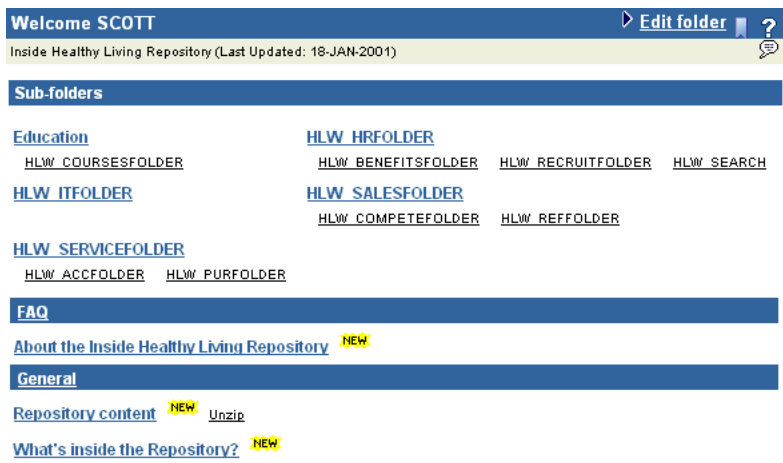 Welcome SCOTT Edit folder ?
Inside Healthy Living Repository (Last Updated: 18-JAN-2001)
Sub-folders
Education HLW_HRFOLDER
HLW_COURSESFOLDER HLW_BENEFITSFOLDER HLW_RECRUITFOLDER HLW_SEARCH
HLW_ITFOLDER HLW_SALESFOLDER
HLW_COMPETEFOLDER HLW_REFFOLDER
HLW_SERVICEFOLDER
HLW_ACCFOLDER HLW_PURFOLDER
FAQ
About the Inside Healthy Living Repository NEW
General
Repository content NEW Unzip
What's inside the Repository? NEW